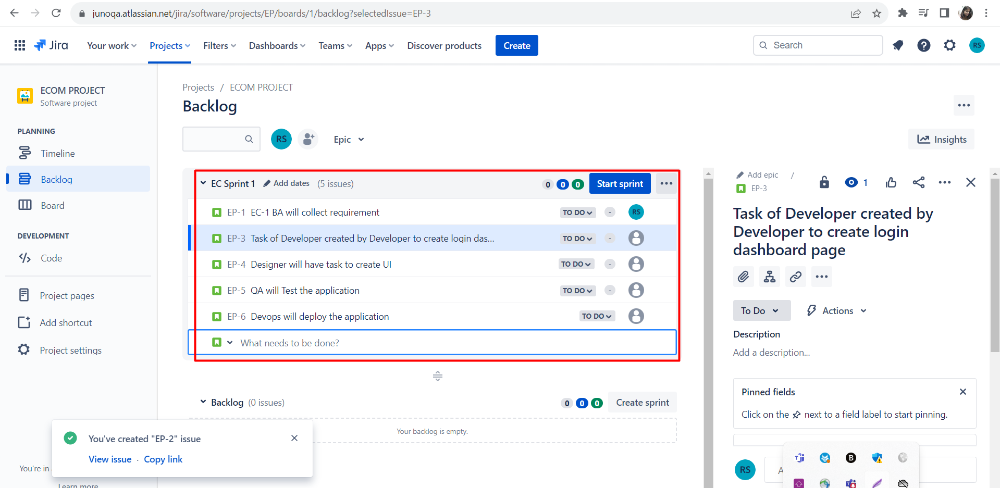 junoqa.atlassian.net/jira/software/projects/EP/boards/1/backlog?selectedIssue=EP-3
Jira
Your work
Projects
Filters
Dashboards
Teams
Apps
Discover products
Create
Search
RS
ECOM PROJECT
Software project
PLANNING
Timeline
Backlog
Board
DEVELOPMENT
Code
Project pages
Add shortcut
Project settings
You're in
Learn more
Projects / ECOM PROJECT
Backlog
RS
Epic
Insights
EC Sprint 1 Add dates (5 issues)
0 0 0
Start sprint
EP-1 EC-1 BA will collect requirement TO DO - RS
EP-3 Task of Developer created by Developer to create login das... TO DO -
EP-4 Designer will have task to create UI TO DO -
EP-5 QA will Test the application TO DO -
EP-6 Devops will deploy the application TO DO
What needs to be done?
Backlog (0 issues)
0 0 0
Create sprint
Your backlog is empty.
You've created "EP-2" issue
View issue · Copy link
Add epic /
EP-3
1
Task of Developer created by
Developer to create login
dashboard page
To Do
Actions
Description
Add a description...
Pinned fields
Click on the next to a field label to start pinning.
RS
A
B